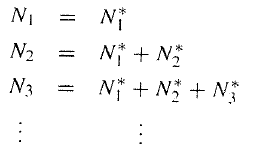 N₁ = N₁*
N₂ = N₁* + N₂*
N₃ = N₁* + N₂* + N₃*
⋮ ⋮